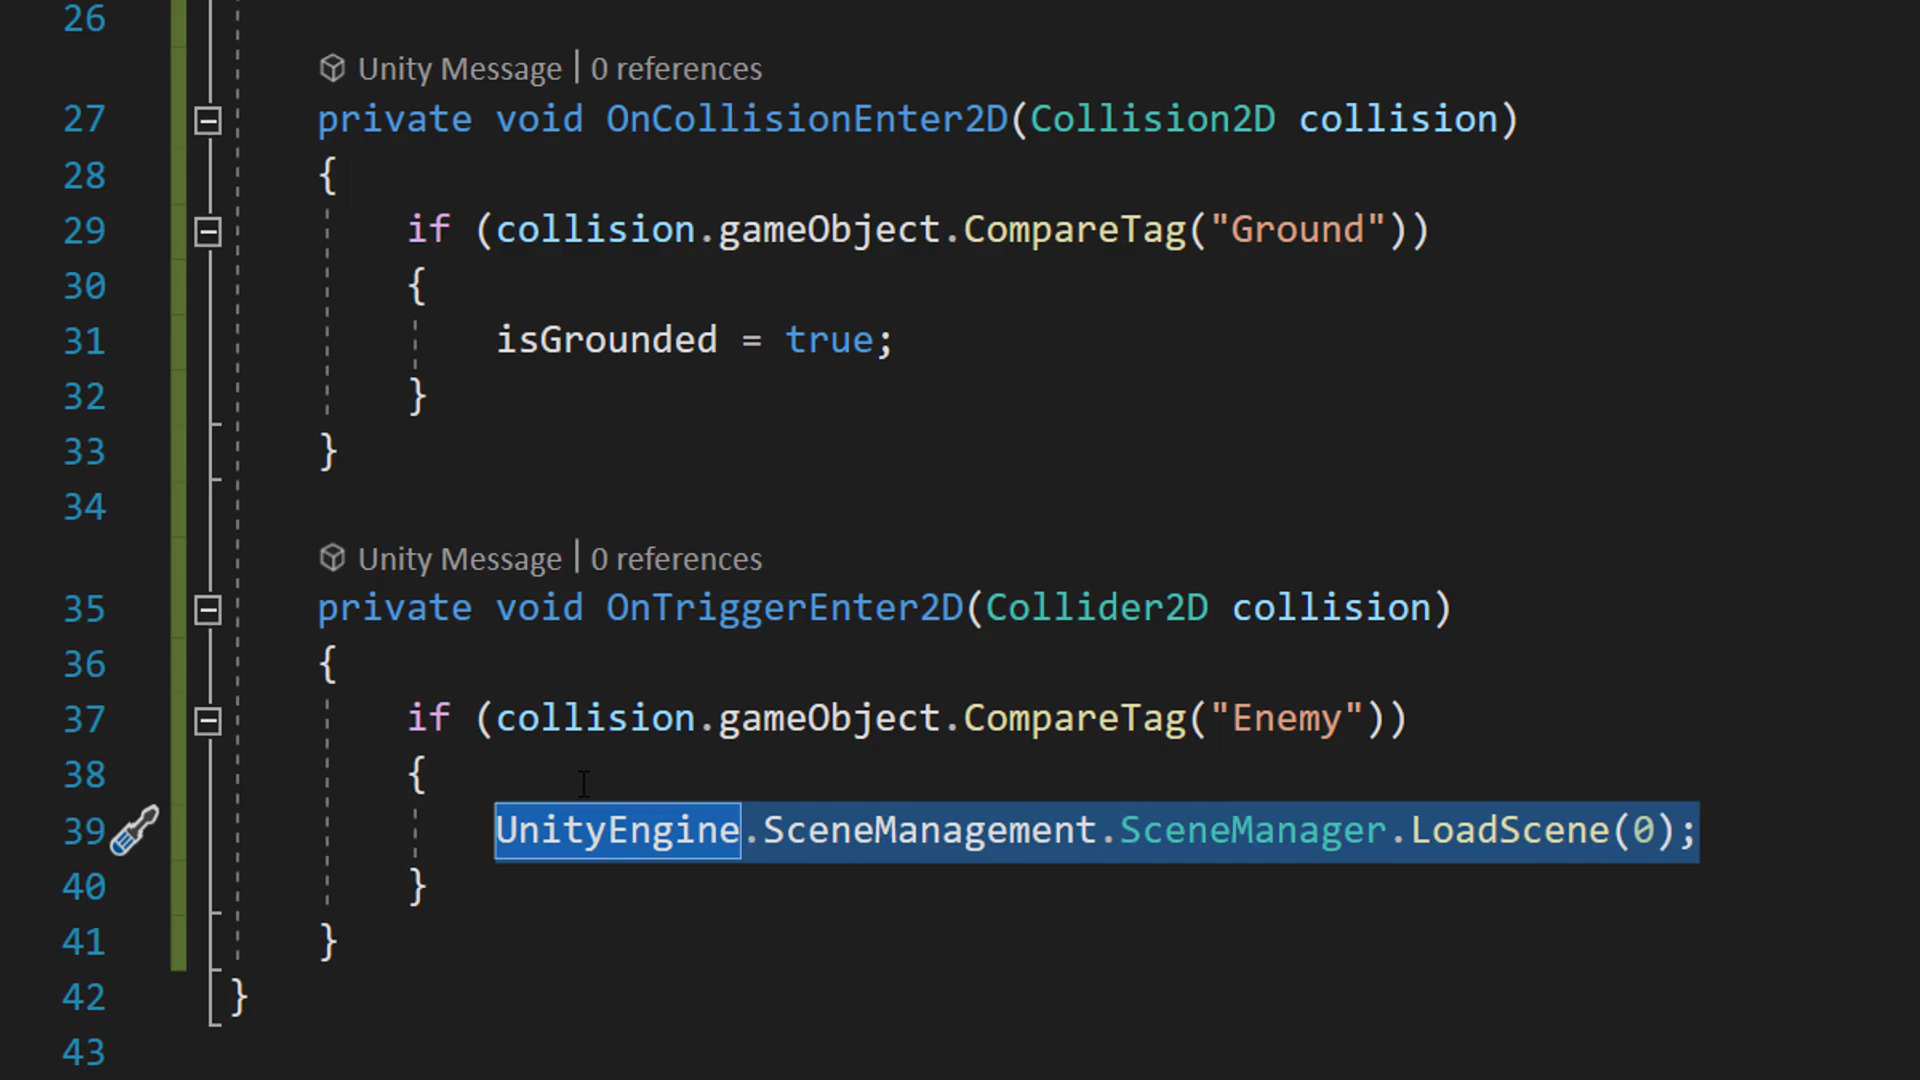 26
Unity Message | 0 references
27 private void OnCollisionEnter2D(Collision2D collision)
28 {
29 if (collision.gameObject.CompareTag("Ground"))
30 {
31 isGrounded = true;
32 }
33 }
34
Unity Message | 0 references
35 private void OnTriggerEnter2D(Collider2D collision)
36 {
37 if (collision.gameObject.CompareTag("Enemy"))
38 {
39 UnityEngine.SceneManagement.SceneManager.LoadScene(0);
40 }
41 }
42 }
43